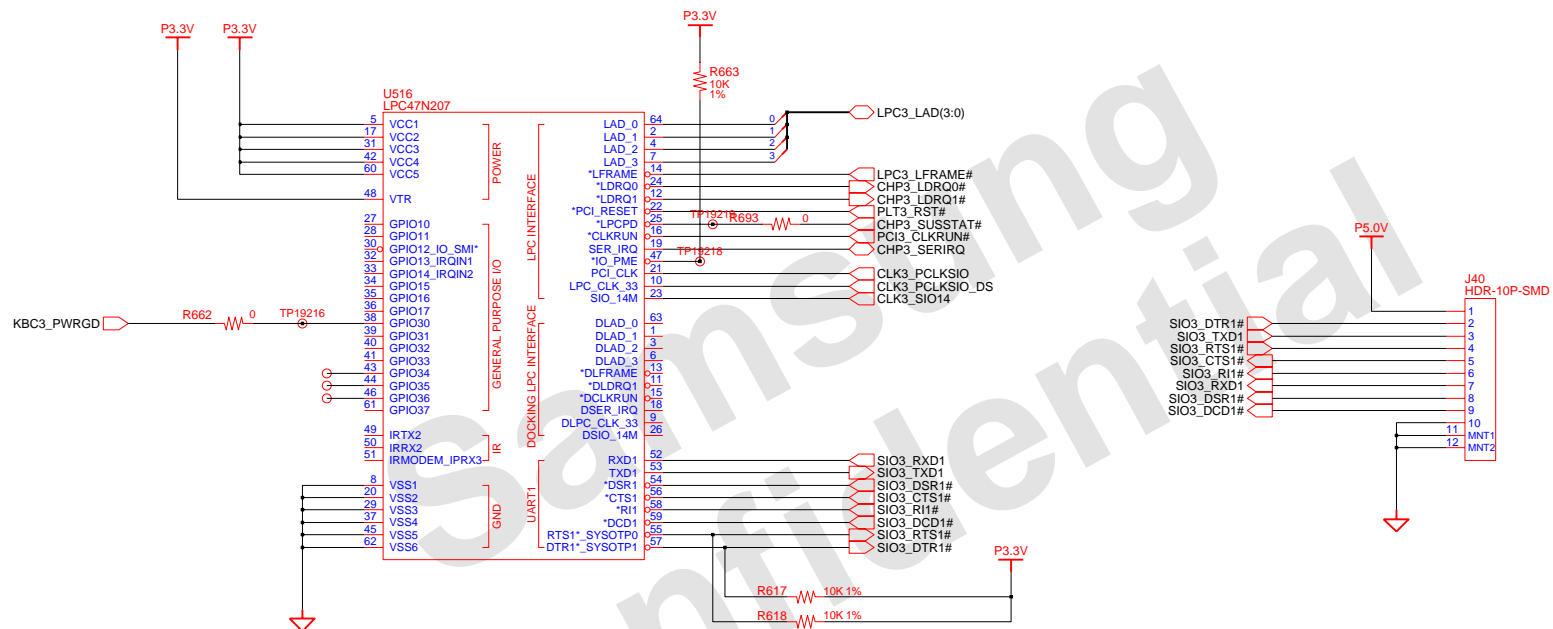 P3.3V
P3.3V
P3.3V
R663
10K
1%
U516
LPC47N207
5 VCC1
17 VCC2
31 VCC3
42 VCC4
60 VCC5
48 VTR
POWER
27 GPIO10
28 GPIO11
30 GPIO12_IO_SMI*
32 GPIO13_IRQIN1
33 GPIO14_IRQIN2
34 GPIO15
35 GPIO16
36 GPIO17
38 GPIO30
39 GPIO31
40 GPIO32
41 GPIO33
43 GPIO34
44 GPIO35
46 GPIO36
61 GPIO37
GENERAL PURPOSE I/O
KBC3_PWRGD
R662 0
TP19216
49 IRTX2
50 IRRX2
51 IRMODEM_IPRX3
IR
8 VSS1
20 VSS2
29 VSS3
37 VSS4
45 VSS5
62 VSS6
GND
LPC INTERFACE
LAD_0 64 0
LAD_1 2 1
LAD_2 4 2
LAD_3 7 3
LPC3_LAD(3:0)
*LFRAME 14 LPC3_LFRAME#
*LDRQ0 24 CHP3_LDRQ0#
*LDRQ1 12 CHP3_LDRQ1#
*PCI_RESET 22 PLT3_RST#
*LPCPD 25 TP19219 R693 0 CHP3_SUSSTAT#
*CLKRUN 16 PCI3_CLKRUN#
SER_IRQ 19 CHP3_SERIRQ
*IO_PME 47 TP19218
PCI_CLK 21 CLK3_PCLKSIO
LPC_CLK_33 10 CLK3_PCLKSIO_DS
SIO_14M 23 CLK3_SIO14
DOCKING LPC INTERFACE
DLAD_0 63
DLAD_1 1
DLAD_2 3
DLAD_3 6
*DLFRAME 13
*DLDRQ1 11
*DCLKRUN 15
DSER_IRQ 18
DLPC_CLK_33 9
DSIO_14M 26
UART1
RXD1 52 SIO3_RXD1
TXD1 53 SIO3_TXD1
*DSR1 54 SIO3_DSR1#
*CTS1 56 SIO3_CTS1#
*RI1 58 SIO3_RI1#
*DCD1 59 SIO3_DCD1#
RTS1*_SYSOTP0 55 SIO3_RTS1#
DTR1*_SYSOTP1 57 SIO3_DTR1#
P3.3V
R617 10K 1%
R618 10K 1%
P5.0V
J40
HDR-10P-SMD
1
SIO3_DTR1# 2
SIO3_TXD1 3
SIO3_RTS1# 4
SIO3_CTS1# 5
SIO3_RI1# 6
SIO3_RXD1 7
SIO3_DSR1# 8
SIO3_DCD1# 9
10
11 MNT1
12 MNT2
Samsung